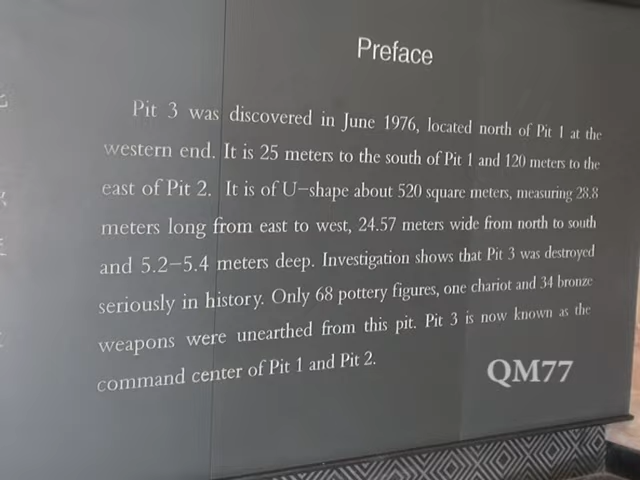 Preface
Pit 3 was discovered in June 1976, located north of Pit 1 at the
western end. It is 25 meters to the south of Pit 1 and 120 meters to the
east of Pit 2. It is of U-shape about 520 square meters, measuring 28.8
meters long from east to west, 24.57 meters wide from north to south
and 5.2-5.4 meters deep. Investigation shows that Pit 3 was destroyed
seriously in history. Only 68 pottery figures, one chariot and 34 bronze
weapons were unearthed from this pit. Pit 3 is now known as the
command center of Pit 1 and Pit 2.
QM77